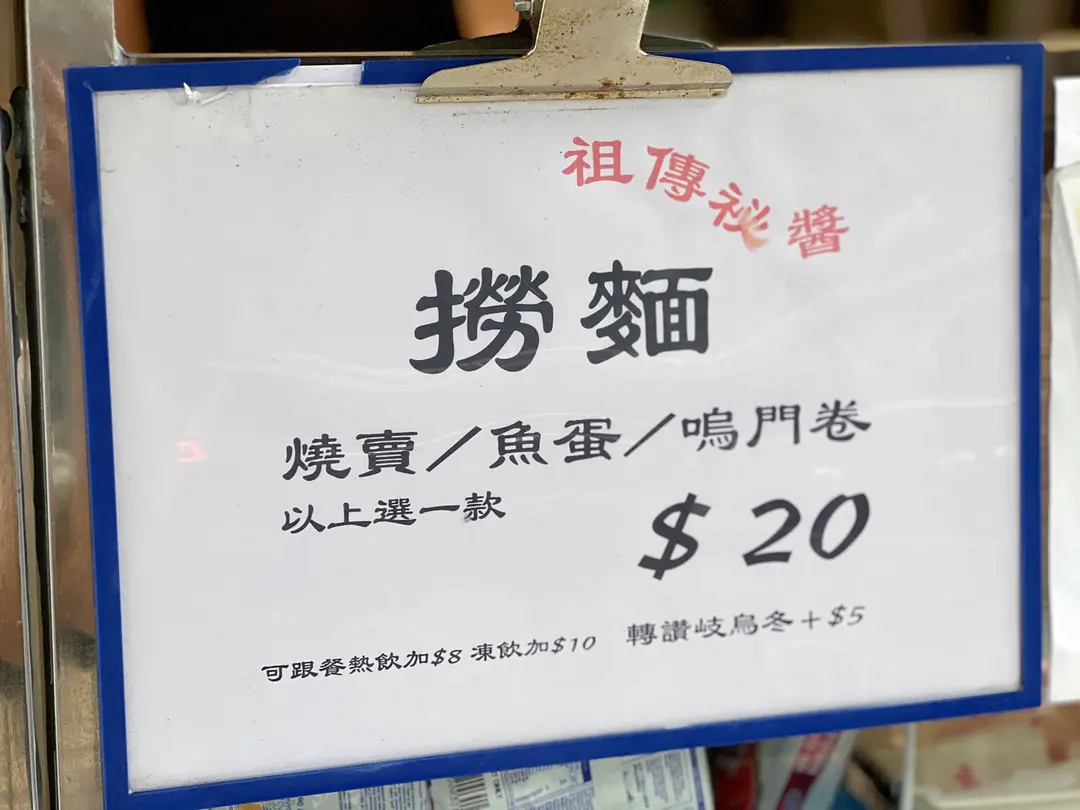 祖傳祕醬
撈麵
燒賣／魚蛋／鳴門卷
以上選一款
$20
轉讚岐烏冬＋$5
可跟餐熱飲加$8 凍飲加$10